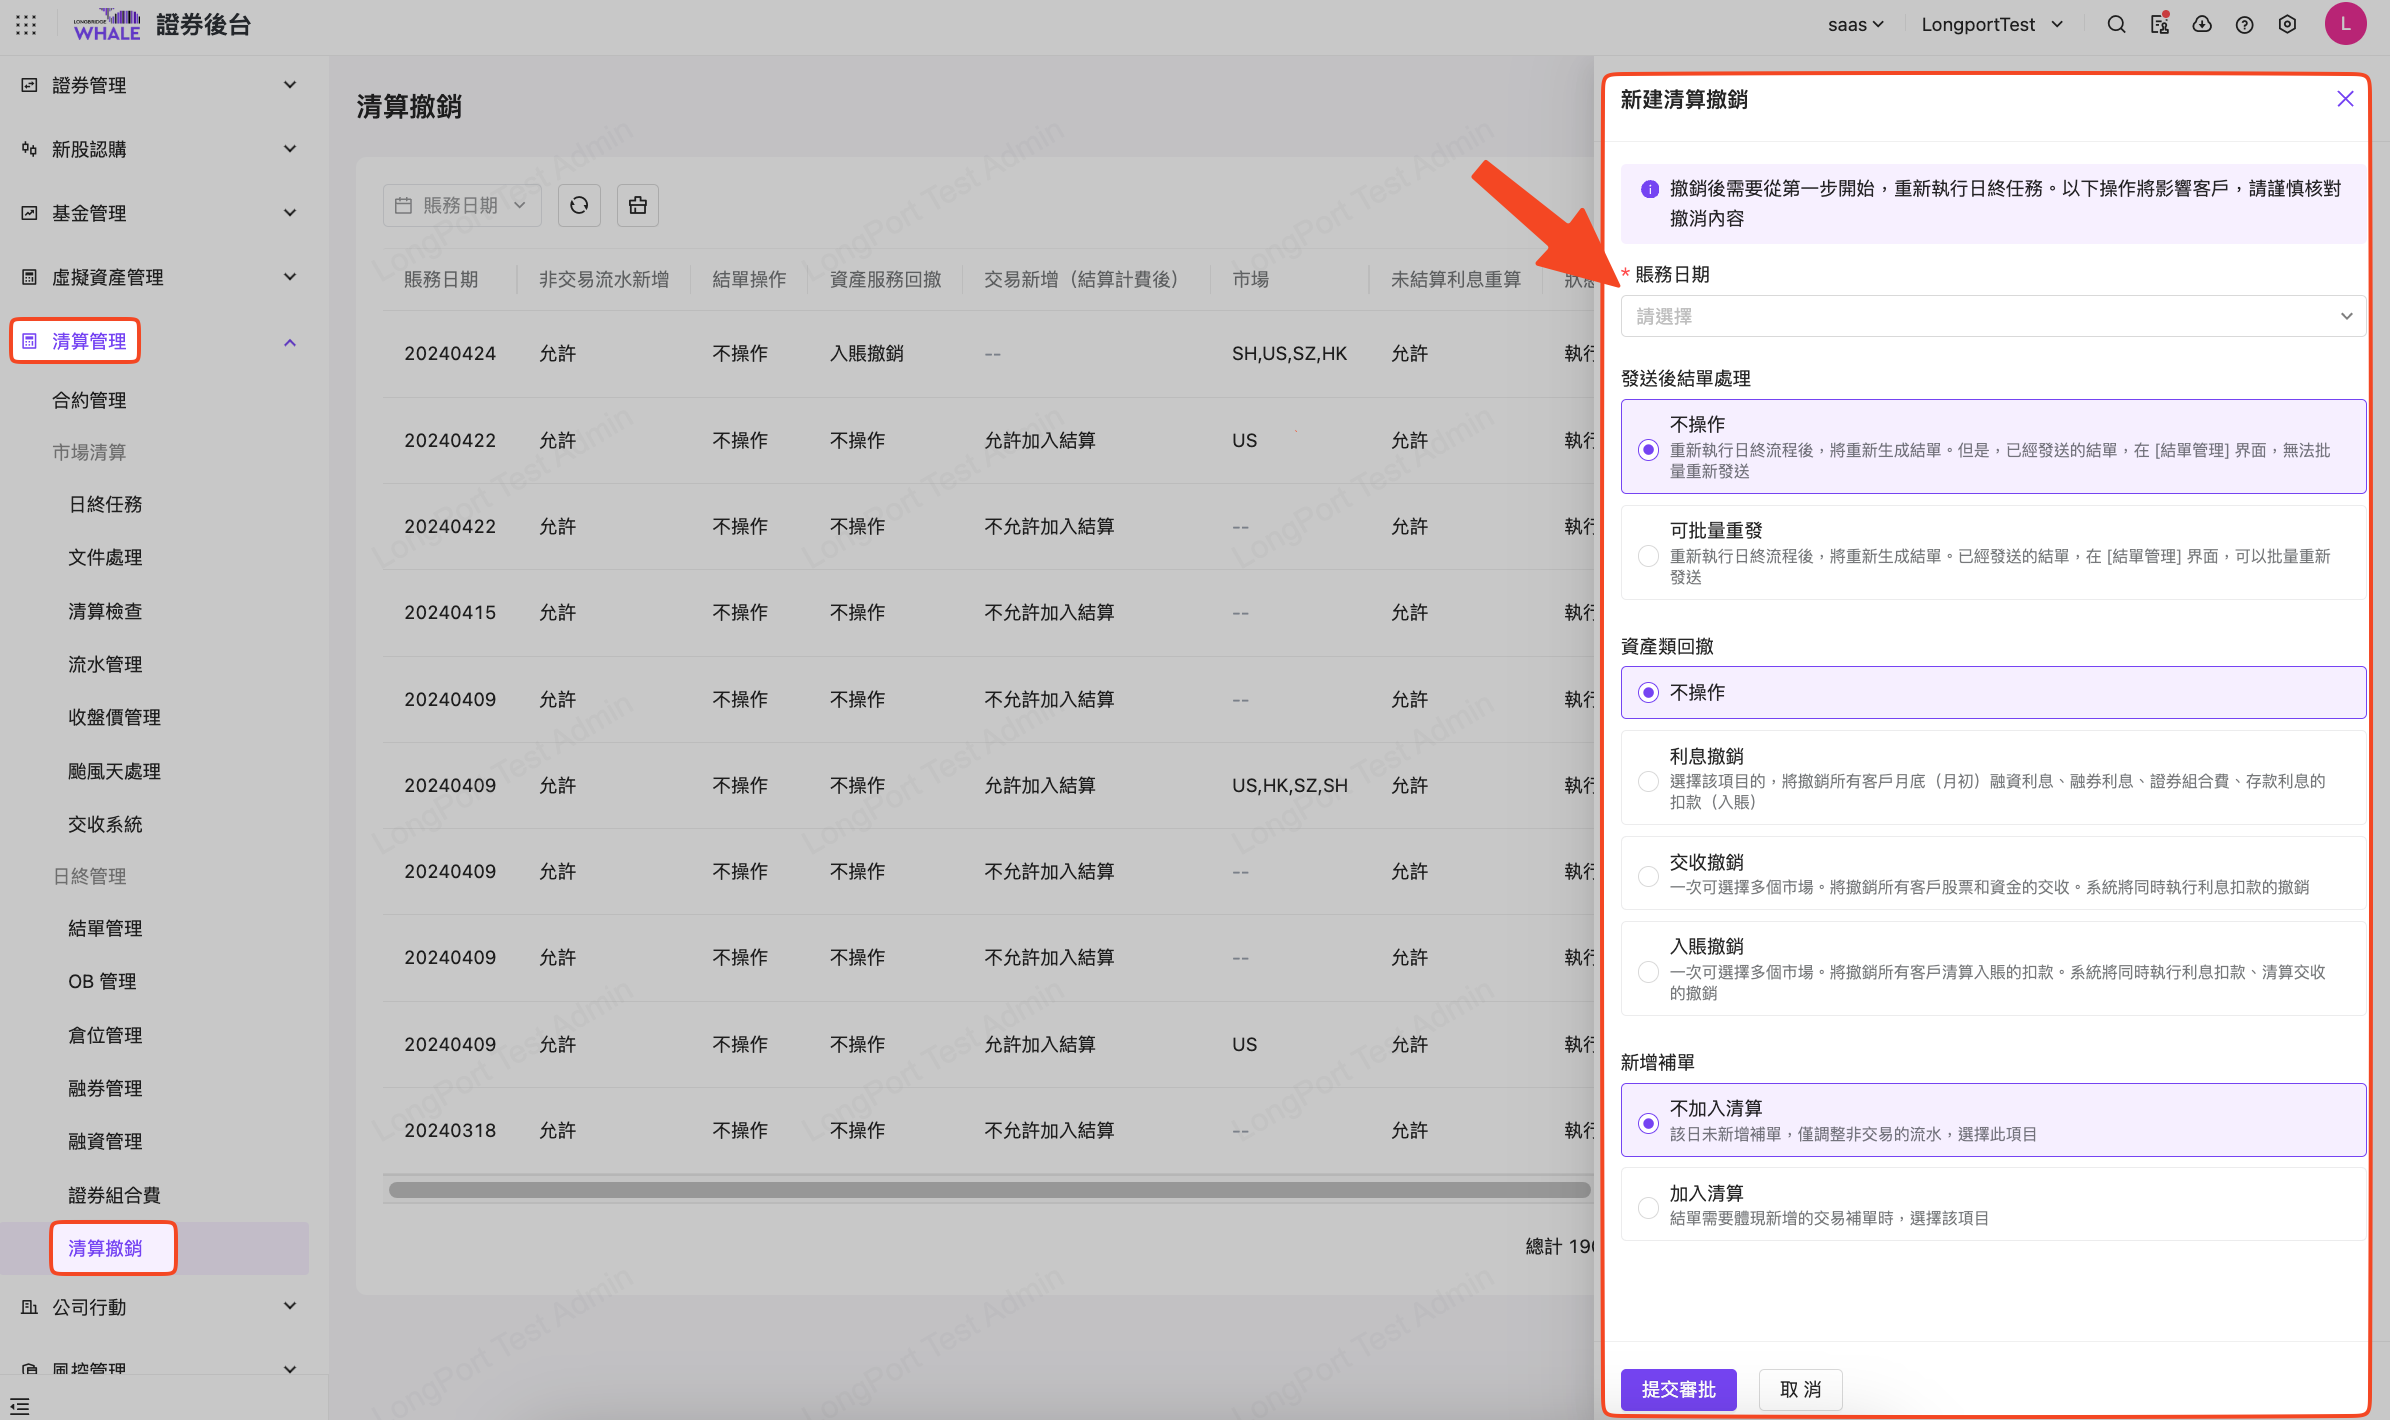 LONGBRIDGE
WHALE
證券後台
saas
LongportTest
L
證券管理
新股認購
基金管理
虛擬資產管理
清算管理
合約管理
市場清算
日終任務
文件處理
清算檢查
流水管理
收盤價管理
颱風天處理
交收系統
日終管理
結單管理
OB 管理
倉位管理
融券管理
融資管理
證券組合費
清算撤銷
公司行動
風控管理
清算撤銷
賬務日期
賬務日期 非交易流水新增 結單操作 資產服務回撤 交易新增（結算計費後） 市場 未結算利息重算 狀態
20240424 允許 不操作 入賬撤銷 -- SH,US,SZ,HK 允許 執行
20240422 允許 不操作 不操作 允許加入結算 US 允許 執行
20240422 允許 不操作 不操作 不允許加入結算 -- 允許 執行
20240415 允許 不操作 不操作 不允許加入結算 -- 允許 執行
20240409 允許 不操作 不操作 不允許加入結算 -- 允許 執行
20240409 允許 不操作 不操作 允許加入結算 US,HK,SZ,SH 允許 執行
20240409 允許 不操作 不操作 不允許加入結算 -- 允許 執行
20240409 允許 不操作 不操作 不允許加入結算 -- 允許 執行
20240409 允許 不操作 不操作 允許加入結算 US 允許 執行
20240318 允許 不操作 不操作 不允許加入結算 -- 允許 執行
總計 190
LongPort Test Admin
新建清算撤銷
撤銷後需要從第一步開始，重新執行日終任務。以下操作將影響客戶，請謹慎核對
撤消內容
* 賬務日期
請選擇
發送後結單處理
不操作
重新執行日終流程後，將重新生成結單。但是，已經發送的結單，在 [結單管理] 界面，無法批
量重新發送
可批量重發
重新執行日終流程後，將重新生成結單。已經發送的結單，在 [結單管理] 界面，可以批量重新
發送
資產類回撤
不操作
利息撤銷
選擇該項目的，將撤銷所有客戶月底（月初）融資利息、融券利息、證券組合費、存款利息的
扣款（入賬）
交收撤銷
一次可選擇多個市場。將撤銷所有客戶股票和資金的交收。系統將同時執行利息扣款的撤銷
入賬撤銷
一次可選擇多個市場。將撤銷所有客戶清算入賬的扣款。系統將同時執行利息扣款、清算交收
的撤銷
新增補單
不加入清算
該日未新增補單，僅調整非交易的流水，選擇此項目
加入清算
結單需要體現新增的交易補單時，選擇該項目
提交審批
取 消